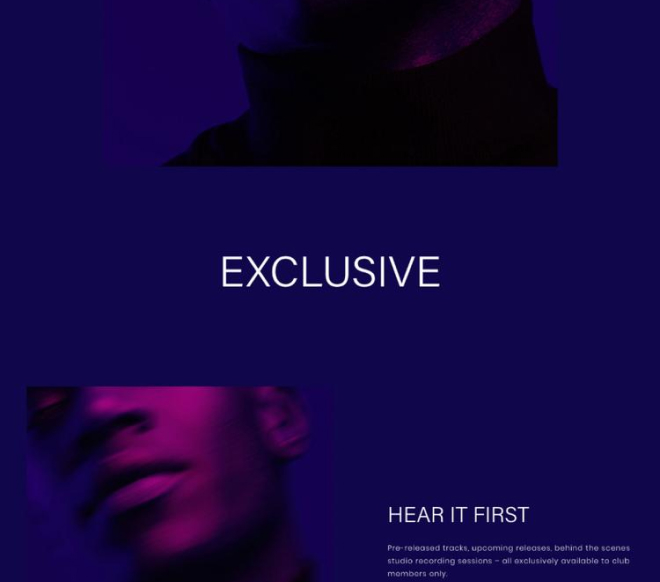 EXCLUSIVE
HEAR IT FIRST
Pre-released tracks, upcoming releases, behind the scenes
studio recording sessions – all exclusively available to club
members only.